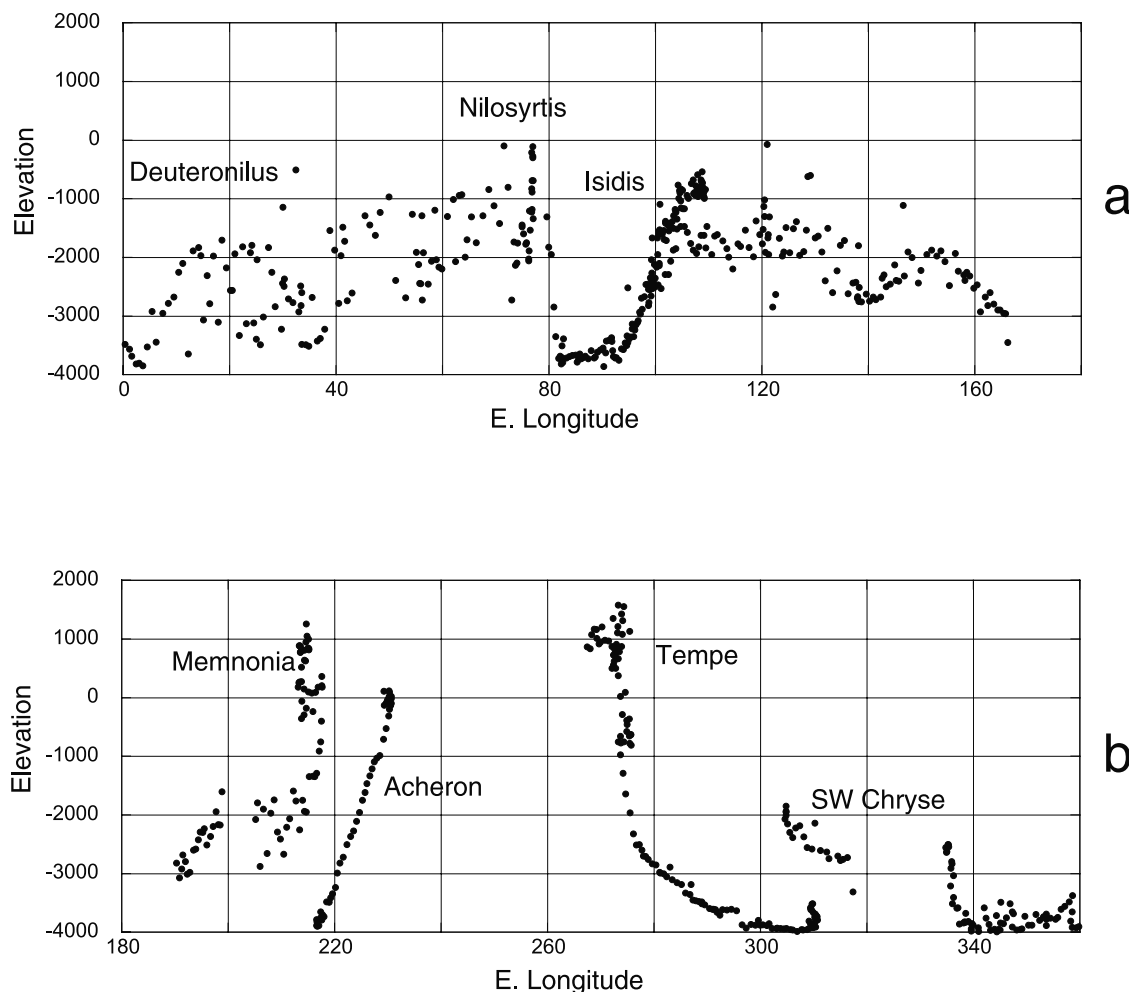 2000
1000
0
-1000
-2000
-3000
-4000
Elevation
Nilosyrtis
Deuteronilus
Isidis
a
0 40 80 120 160
E. Longitude
2000
1000
0
-1000
-2000
-3000
-4000
Elevation
Memnonia
Tempe
Acheron
SW Chryse
b
180 220 260 300 340
E. Longitude